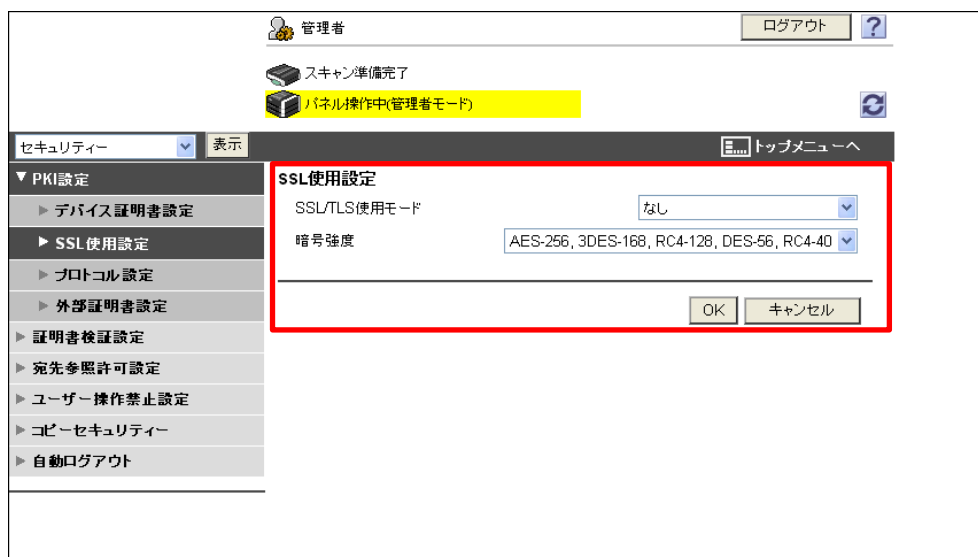 管理者
ログアウト
?
スキャン準備完了
パネル操作中(管理者モード)
セキュリティー
表示
トップメニューへ
▼ PKI設定
▶ デバイス証明書設定
▶ SSL使用設定
▶ プロトコル設定
▶ 外部証明書設定
▶ 証明書検証設定
▶ 宛先参照許可設定
▶ ユーザー操作禁止設定
▶ コピーセキュリティー
▶ 自動ログアウト
SSL使用設定
SSL/TLS使用モード なし
暗号強度 AES-256, 3DES-168, RC4-128, DES-56, RC4-40
OK キャンセル